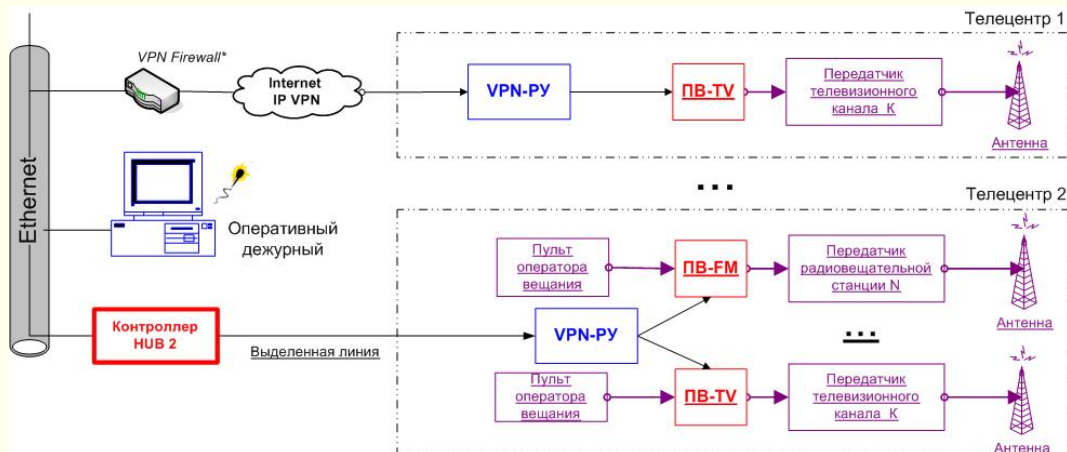 Телецентр 1
VPN Firewall*
Internet
IP VPN
VPN-РУ
ПВ-TV
Передатчик
телевизионного
канала К
Антенна
Ethernet
Оперативный
дежурный
...
Телецентр 2
Пульт
оператора
вещания
ПВ-FM
Передатчик
радиовещательной
станции N
Антенна
Контроллер
HUB 2
Выделенная линия
VPN-РУ
...
Пульт
оператора
вещания
ПВ-TV
Передатчик
телевизионного
канала К
Антенна